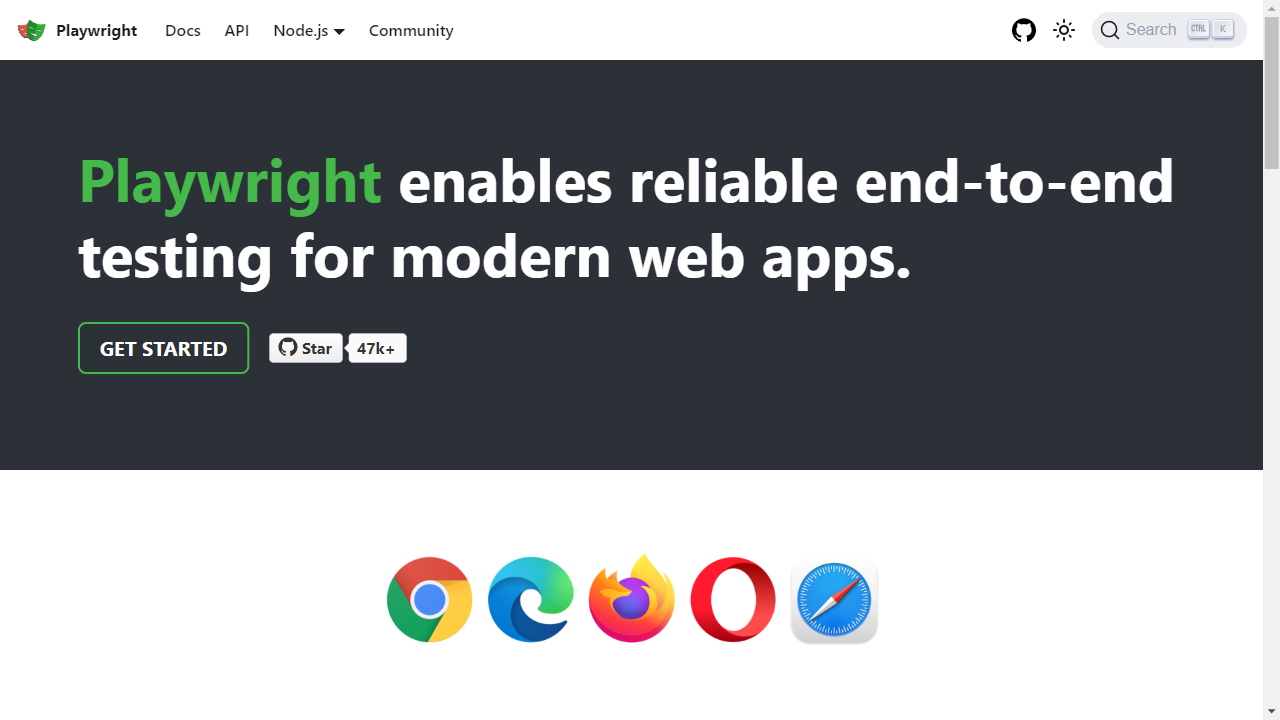 Playwright Docs API Node.js Community Search CTRL K
Playwright enables reliable end-to-end
testing for modern web apps.
GET STARTED Star 47k+